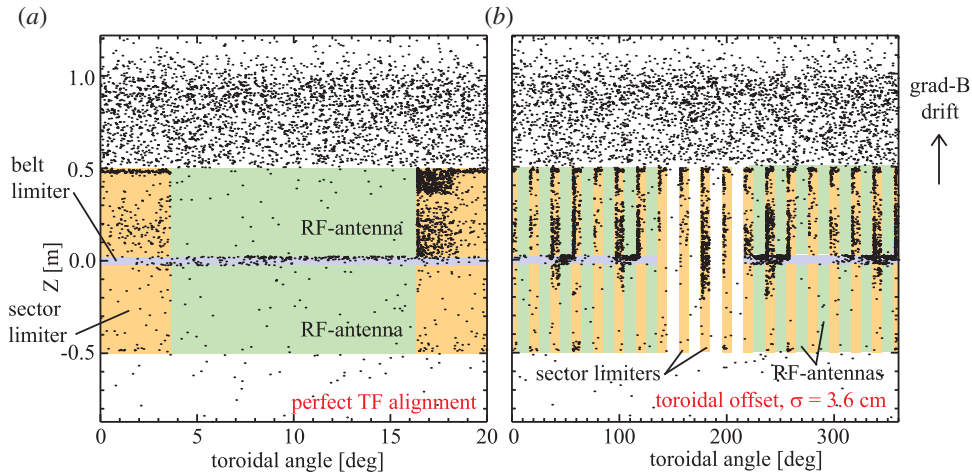 (a)
(b)
1.0
0.5
0.0
-0.5
Z [m]
belt
limiter
sector
limiter
RF-antenna
RF-antenna
perfect TF alignment
0
5
10
15
20
toroidal angle [deg]
grad-B
drift
sector limiters
RF-antennas
toroidal offset, σ = 3.6 cm
0
100
200
300
toroidal angle [deg]